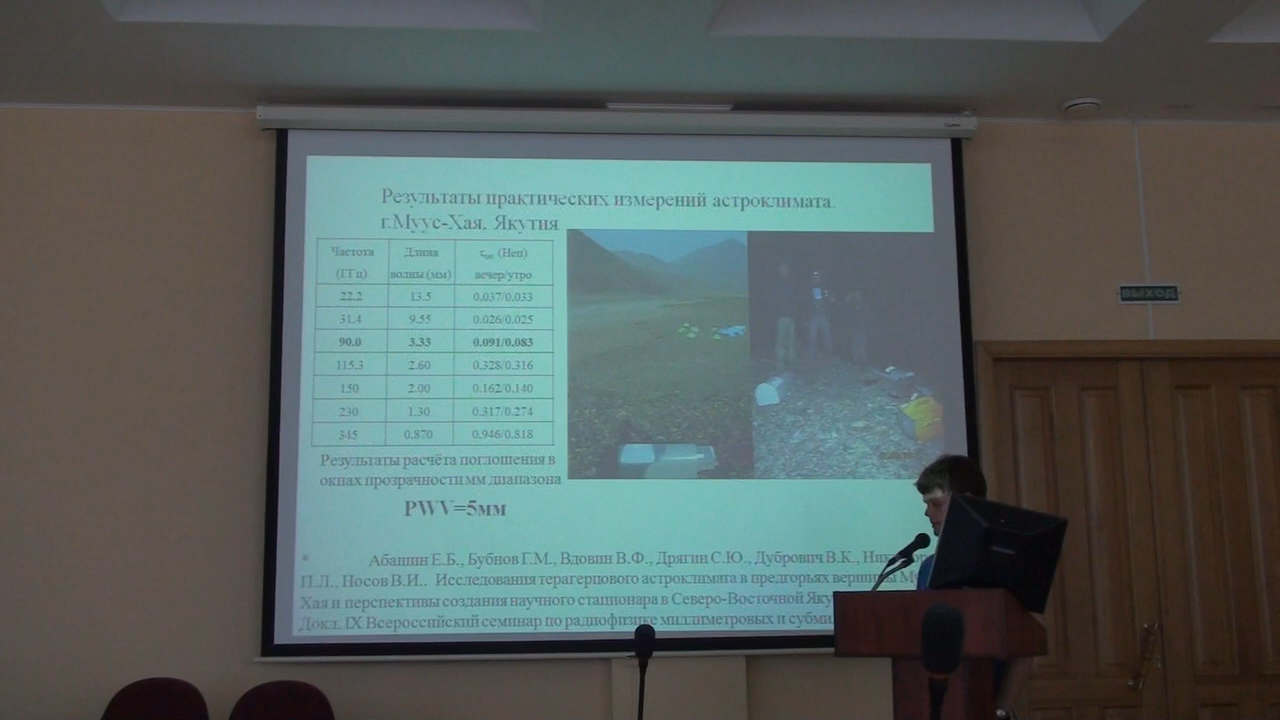 Результаты практических измерений астроклимата.
г.Муус-Хая. Якутия
Частота (ГГц) Длина волны (мм) τ (Неп) вечер/утро
22.2 13.5 0.037/0.033
31.4 9.55 0.026/0.025
90.0 3.33 0.091/0.083
115.3 2.60 0.328/0.316
150 2.00 0.162/0.140
230 1.30 0.317/0.274
345 0.870 0.946/0.818
Результаты расчёта поглощения в
окнах прозрачности мм диапазона
PWV=5мм
Абашин Е.Б., Бубнов Г.М., Вдовин В.Ф., Дрягин С.Ю., Дубрович В.К.,
П.Л., Носов В.И.. Исследования терагерцового астроклимата в предгорьях вершины
Хая и перспективы создания научного стационара в Северо-Восточной
Докл. IX Всероссийский семинар по радиофизике миллиметровых и
ВЫХОД